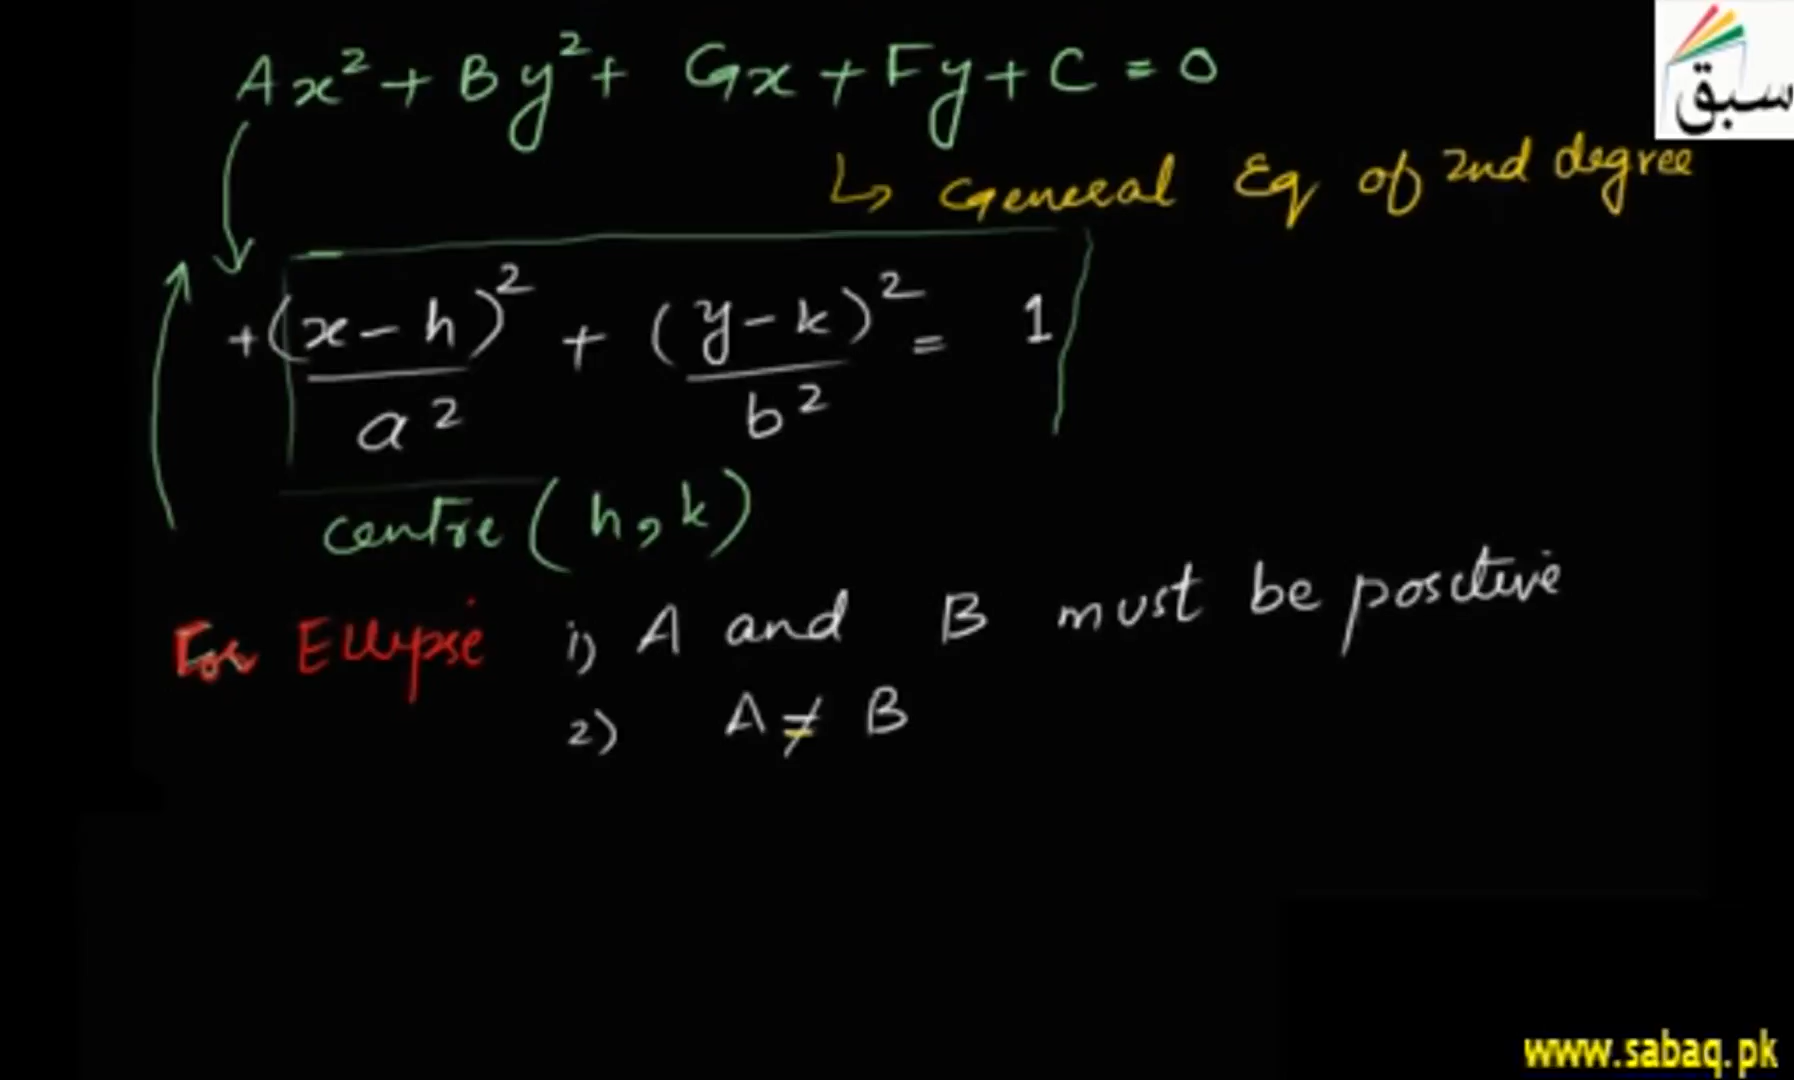 سبق
Ax² + By² + Gx + Fy + C = 0
↳ General Eq of 2nd degree
+(x-h)²/a² + (y-k)²/b² = 1
centre (h,k)
For Ellipse i) A and B must be positive
2) A ≠ B
www.sabaq.pk